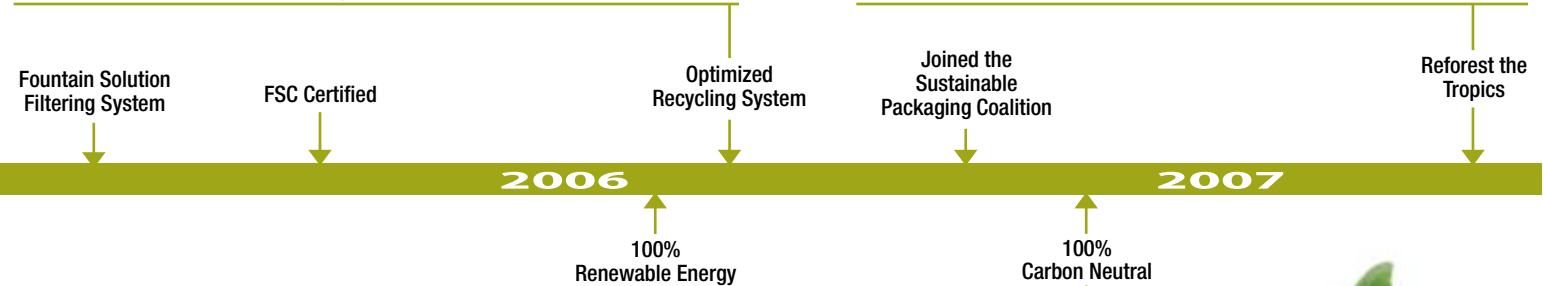 Fountain Solution
Filtering System
FSC Certified
Optimized
Recycling System
Joined the
Sustainable
Packaging Coalition
Reforest the
Tropics
2006
2007
100%
Renewable Energy
100%
Carbon Neutral